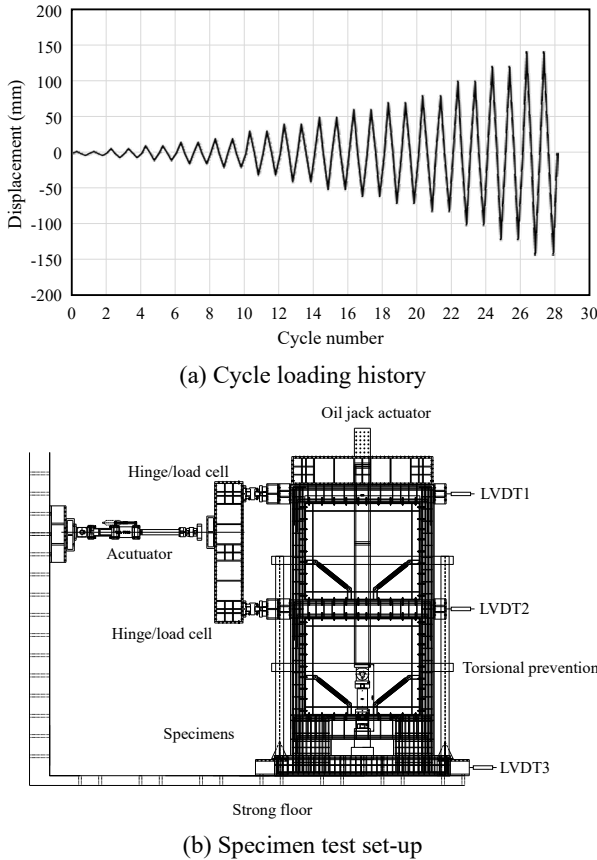 200
150
100
50
0
-50
-100
-150
-200
Displacement (mm)
0 2 4 6 8 10 12 14 16 18 20 22 24 26 28 30
Cycle number
(a) Cycle loading history
Oil jack actuator
Hinge/load cell
LVDT1
Acutuator
LVDT2
Hinge/load cell
Torsional prevention
Specimens
LVDT3
Strong floor
(b) Specimen test set-up